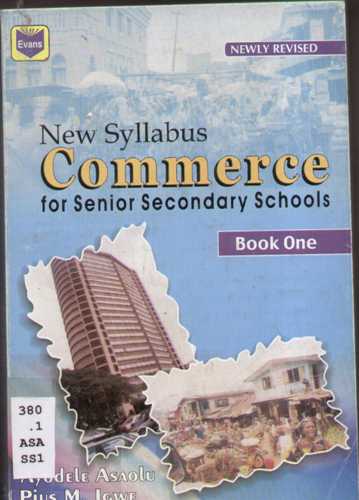 Evans
NEWLY REVISED
New Syllabus
Commerce
for Senior Secondary Schools
Book One
380
.1
ASA
SS1
Ayodele Asaolu
Pius M. Igwe